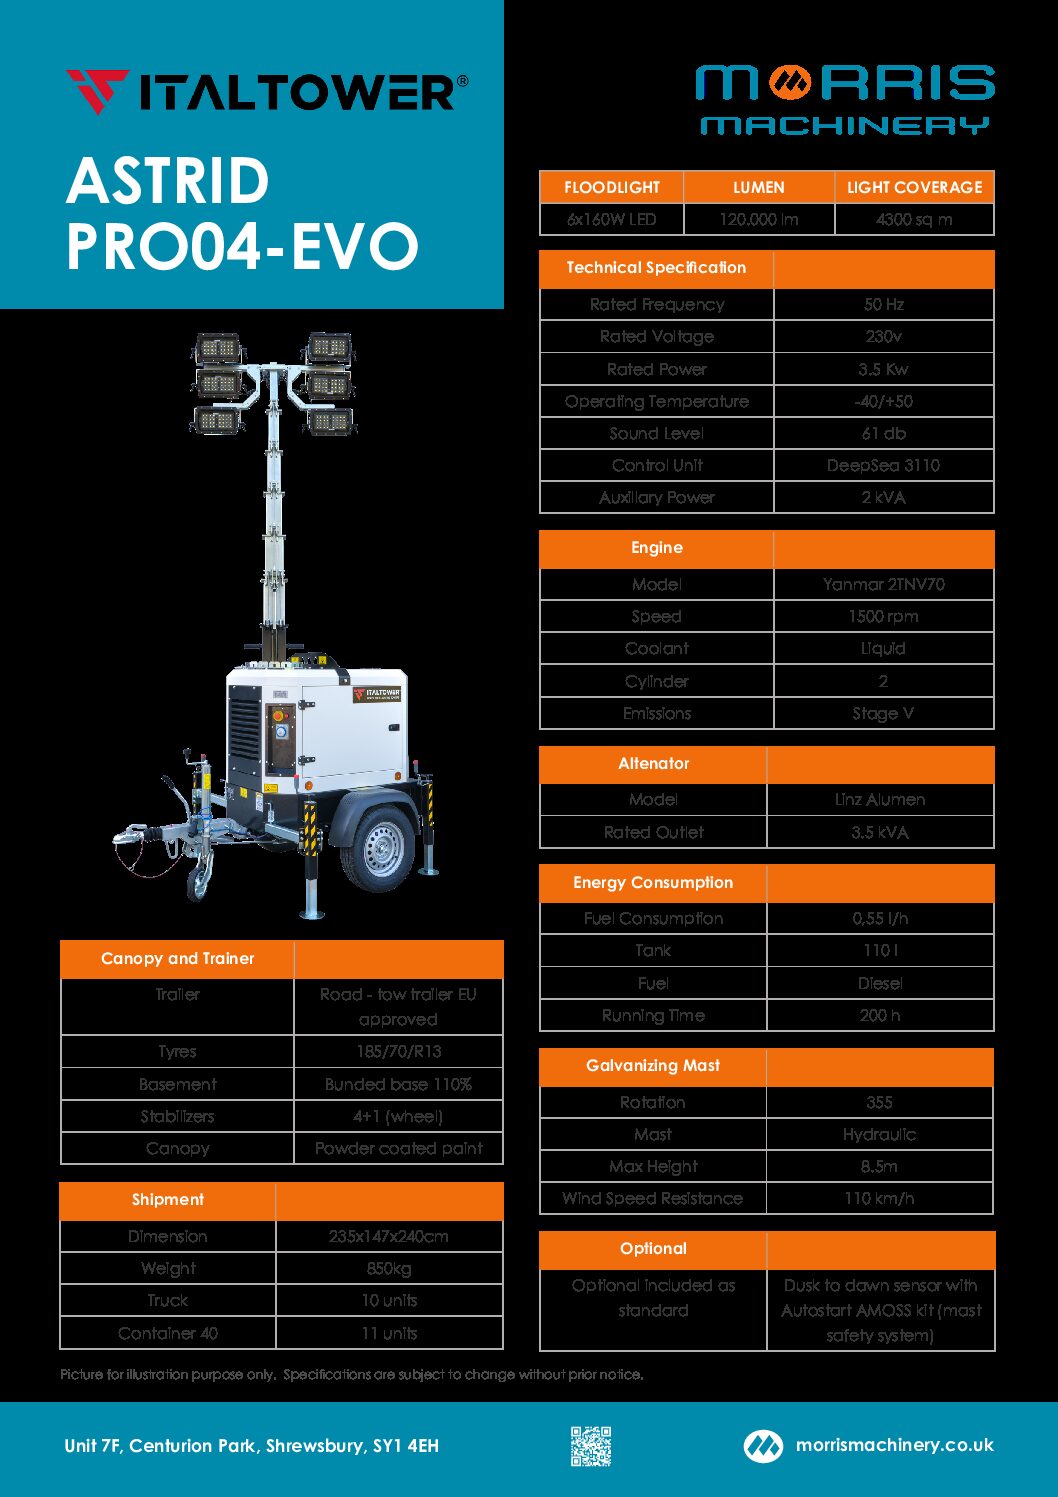 ITALTOWER®
ASTRID
PRO04-EVO
MORRIS
MACHINERY
FLOODLIGHT LUMEN LIGHT COVERAGE
6x160W LED 120.000 lm 4300 sq m
Technical Specification
Rated Frequency 50 Hz
Rated Voltage 230v
Rated Power 3.5 Kw
Operating Temperature -40/+50
Sound Level 61 db
Control Unit DeepSea 3110
Auxillary Power 2 kVA
Engine
Model Yanmar 2TNV70
Speed 1500 rpm
Coolant Liquid
Cylinder 2
Emissions Stage V
Altenator
Model Linz Alumen
Rated Outlet 3.5 kVA
Energy Consumption
Fuel Consumption 0,55 l/h
Tank 110 l
Fuel Diesel
Running Time 200 h
Galvanizing Mast
Rotation 355
Mast Hydraulic
Max Height 8.5m
Wind Speed Resistance 110 km/h
Optional
Optional included as standard Dusk to dawn sensor with
Autostart AMOSS kit (mast
safety system)
ITALTOWER
Canopy and Trainer
Trailer Road - tow trailer EU
approved
Tyres 185/70/R13
Basement Bunded base 110%
Stabilizers 4+1 (wheel)
Canopy Powder coated paint
Shipment
Dimension 235x147x240cm
Weight 850kg
Truck 10 units
Container 40 11 units
Picture for illustration purpose only. Specifications are subject to change without prior notice.
Unit 7F, Centurion Park, Shrewsbury, SY1 4EH
morrismachinery.co.uk